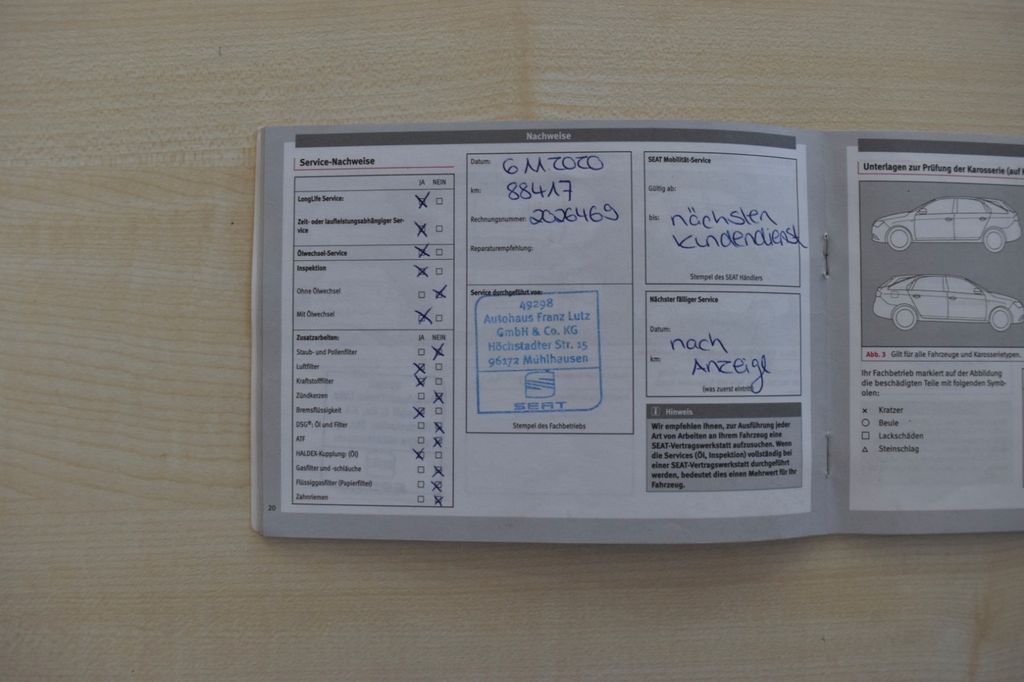 Nachweise
Service-Nachweise
JA NEIN
LongLife Service:
Zeit- oder laufleistungsabhängiger Ser-
vice
Ölwechsel-Service
Inspektion
Ohne Ölwechsel
Mit Ölwechsel
Zusatzarbeiten: JA NEIN
Staub- und Pollenfilter
Luftfilter
Kraftstofffilter
Zündkerzen
Bremsflüssigkeit
DSG®: Öl und Filter
ATF
HALDEX-Kupplung: (Öl)
Gasfilter und -schläuche
Flüssiggasfilter (Papierfilter)
Zahnriemen
20
Datum: 6 11 2020
km: 88417
Rechnungsnummer: 2026469
Reparaturempfehlung:
Service durchgeführt von:
49298
Autohaus Franz Lutz
GmbH & Co. KG
Höchstadter Str. 15
96172 Mühlhausen
SEAT
Stempel des Fachbetriebs
SEAT Mobilität-Service
Gültig ab:
bis: nächsten
Kundendienst
Stempel des SEAT Händlers
Nächster fälliger Service
Datum: nach
km: Anzeige
(was zuerst eintritt)
Hinweis
Wir empfehlen Ihnen, zur Ausführung jeder
Art von Arbeiten an Ihrem Fahrzeug eine
SEAT-Vertragswerkstatt aufzusuchen. Wenn
die Services (Öl, Inspektion) vollständig bei
einer SEAT-Vertragswerkstatt durchgeführt
werden, bedeutet dies einen Mehrwert für Ihr
Fahrzeug.
Unterlagen zur Prüfung der Karosserie (auf
Abb. 3 Gilt für alle Fahrzeuge und Karosserietypen.
Ihr Fachbetrieb markiert auf der Abbildung
die beschädigten Teile mit folgenden Symb-
olen:
Kratzer
Beule
Lackschäden
Steinschlag